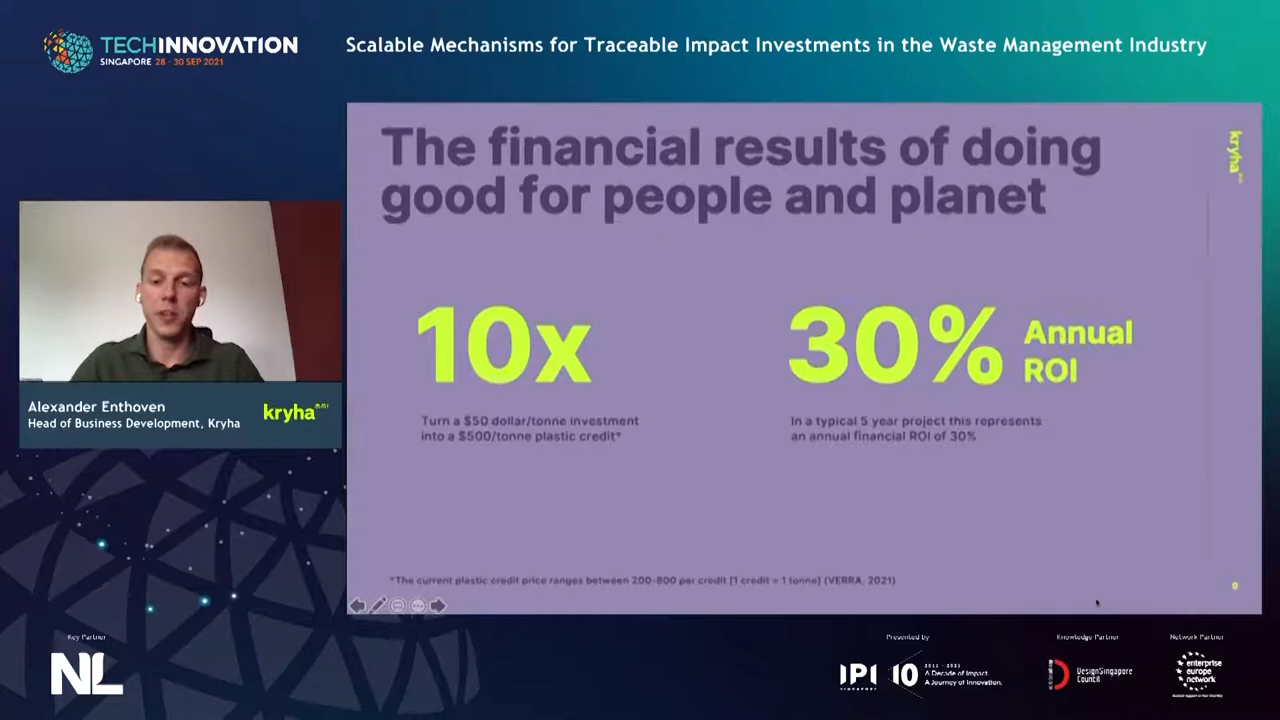 TECHINNOVATION
SINGAPORE 28 - 30 SEP 2021
Scalable Mechanisms for Traceable Impact Investments in the Waste Management Industry
The financial results of doing
good for people and planet
kryha
10x
30% Annual
ROI
Turn a $50 dollar/tonne investment
into a $500/tonne plastic credit*
In a typical 5 year project this represents
an annual financial ROI of 30%
*The current plastic credit price ranges between 200-800 per credit [1 credit = 1 tonne] (VERRA, 2021)
Alexander Enthoven
Head of Business Development, Kryha
kryha
Key Partner
NL
Presented by
IPI
SINGAPORE
10
2011 - 2021
A Decade of Impact.
A Journey of Innovation.
Knowledge Partner
DesignSingapore
Council
Network Partner
enterprise
europe
network